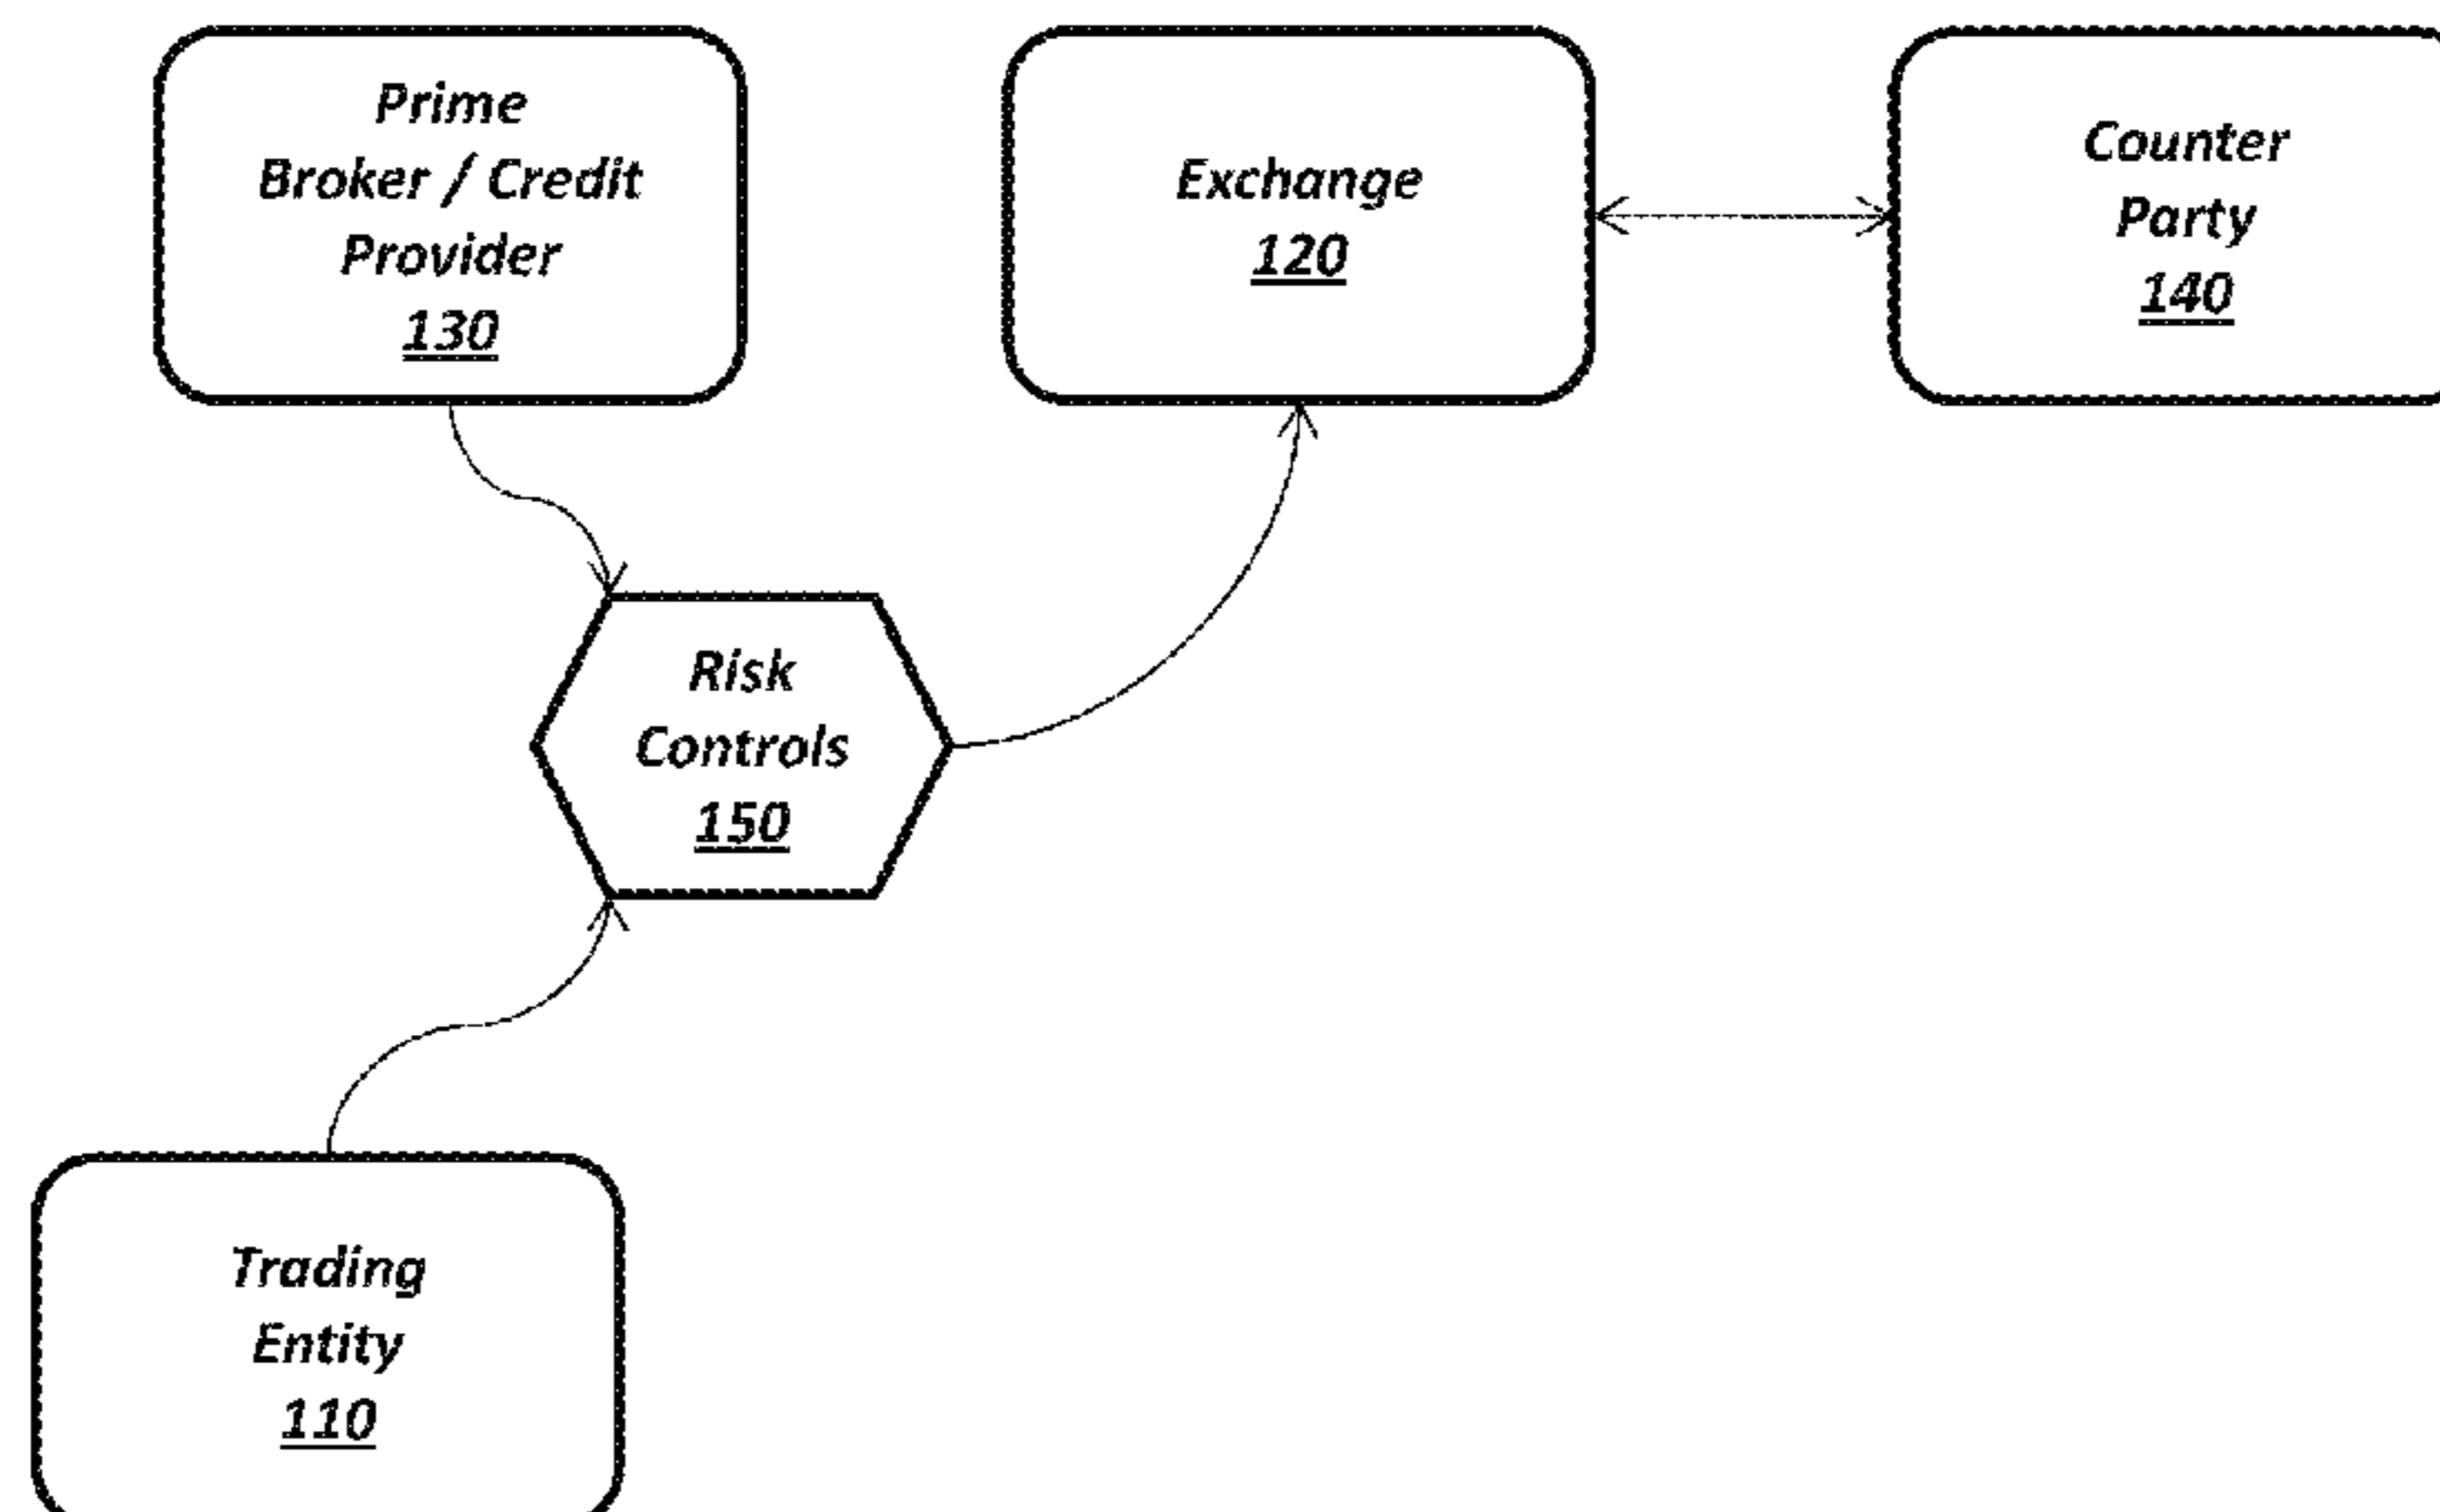 Prime
Broker / Credit
Provider
130
Exchange
120
Counter
Party
140
Risk
Controls
150
Trading
Entity
110